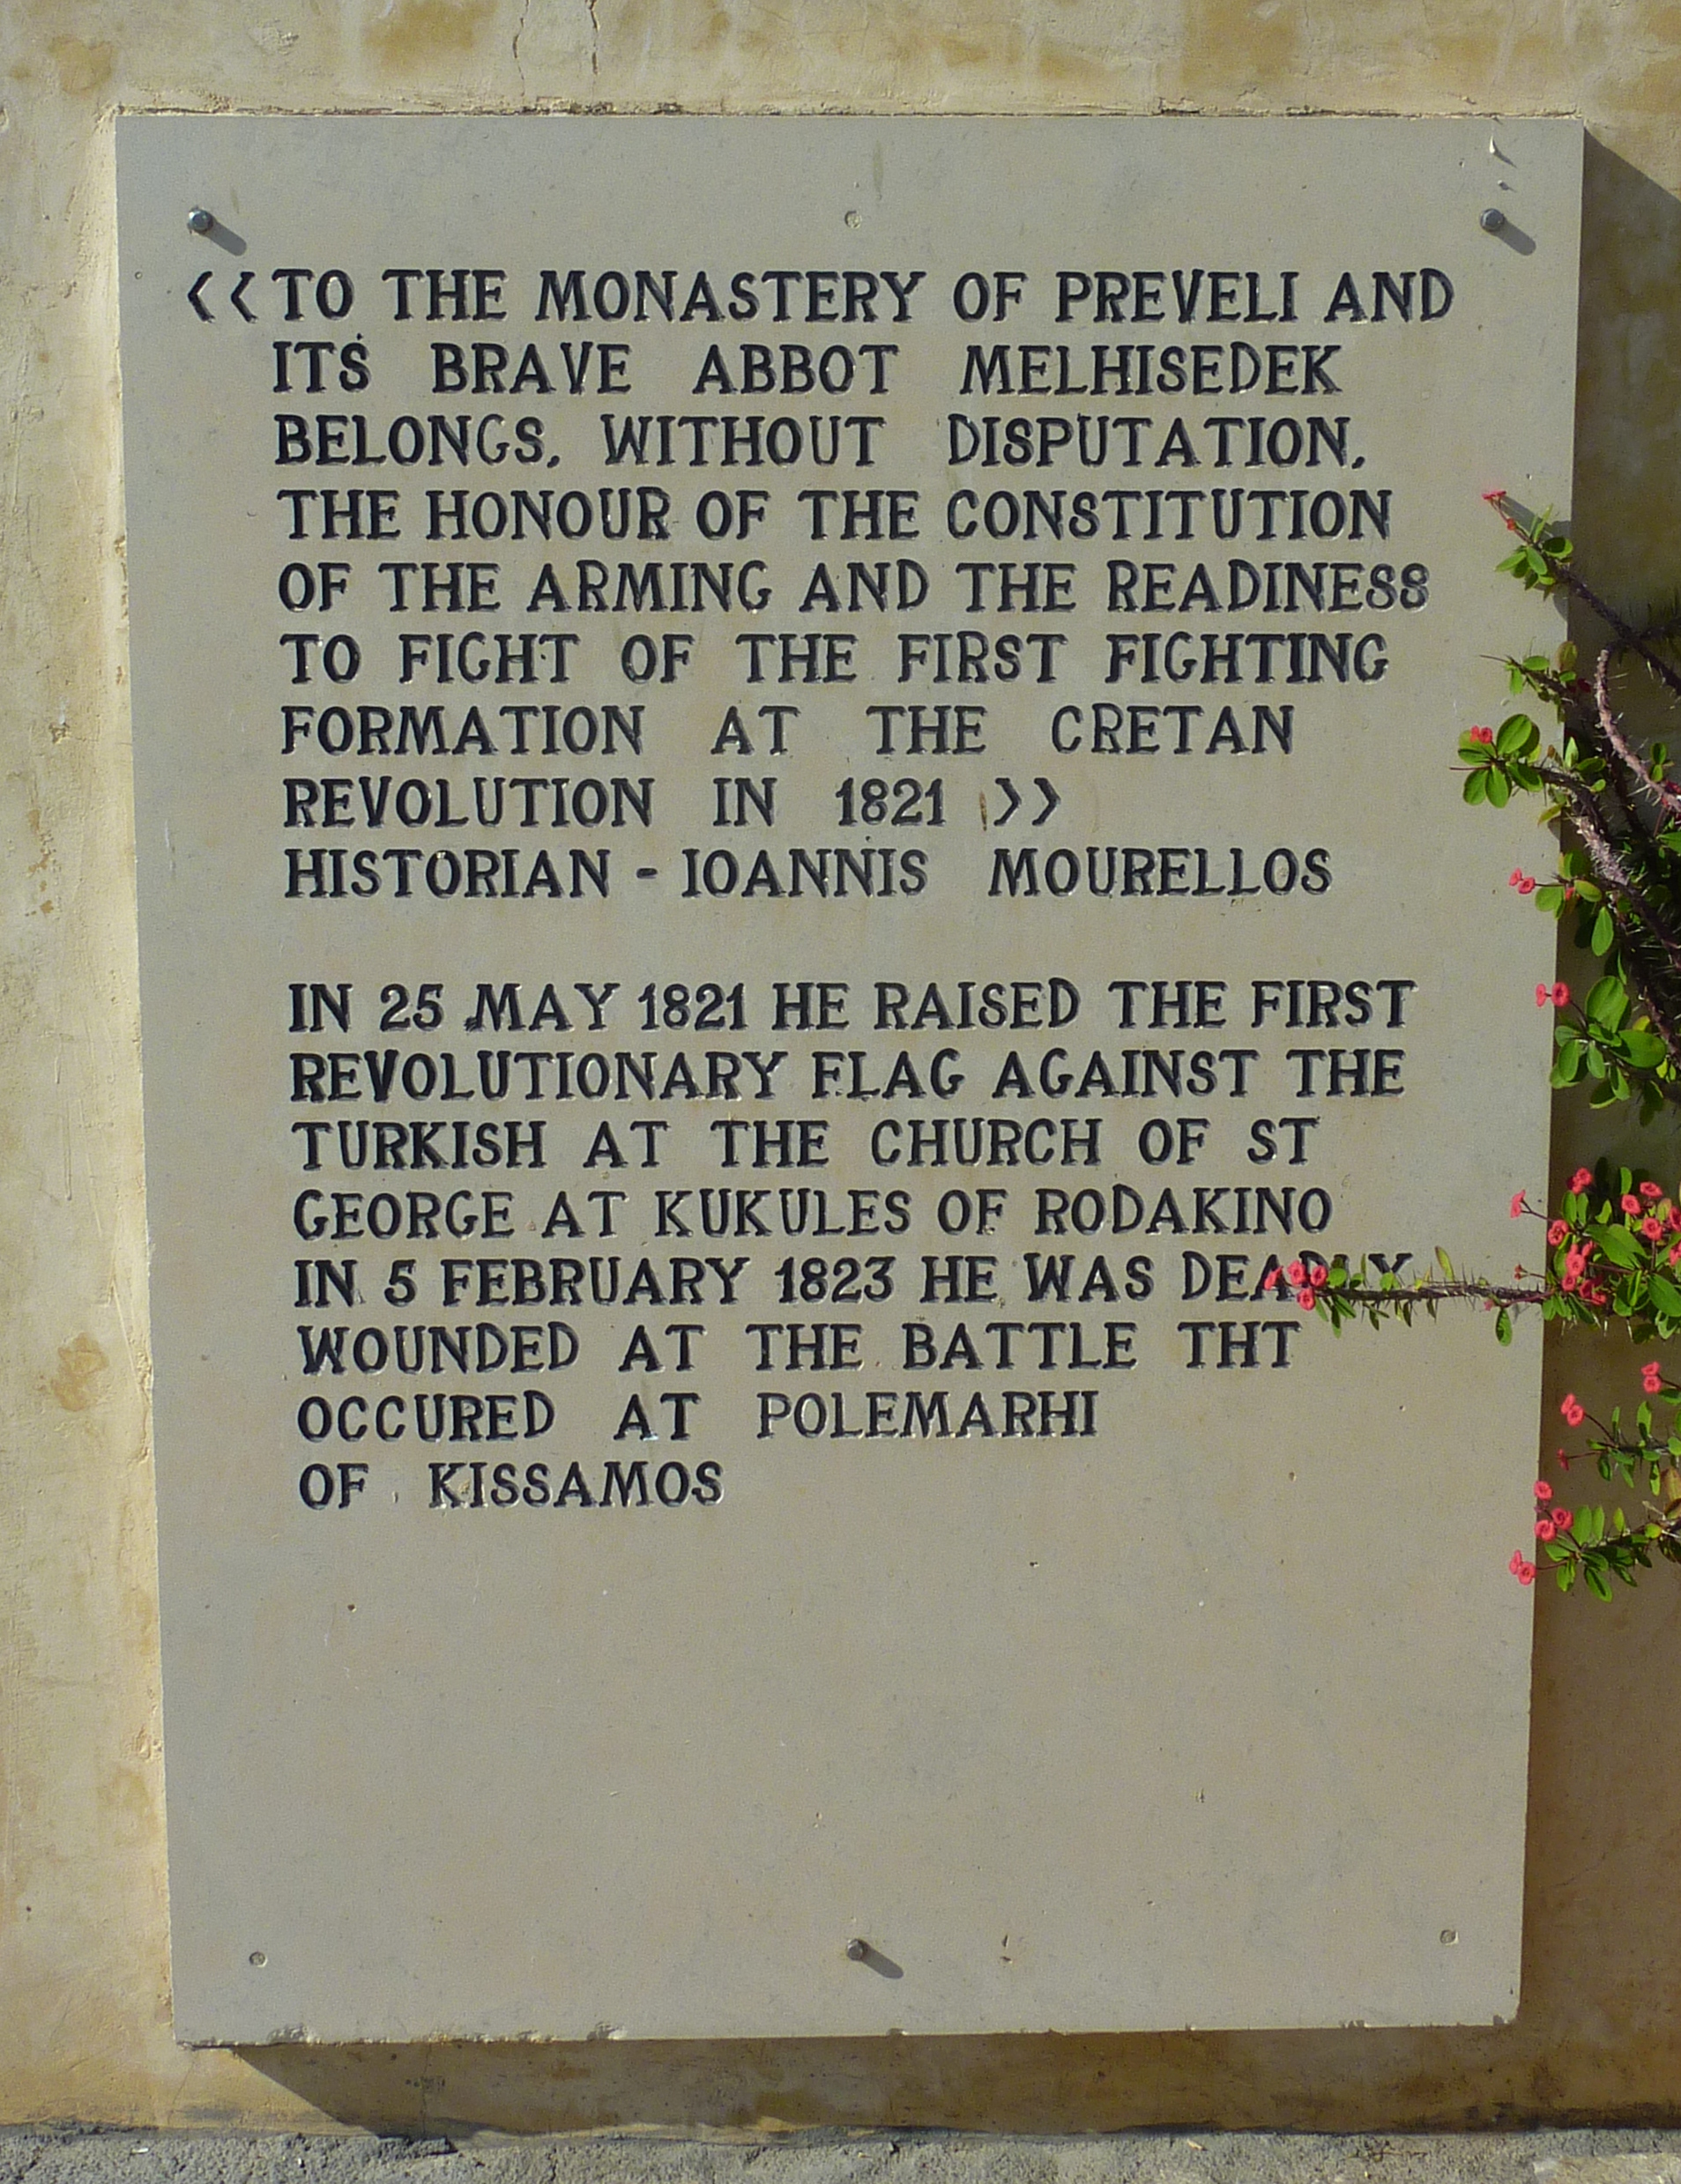 << TO THE MONASTERY OF PREVELI AND
ITS BRAVE ABBOT MELHISEDEK
BELONGS, WITHOUT DISPUTATION,
THE HONOUR OF THE CONSTITUTION
OF THE ARMING AND THE READINESS
TO FIGHT OF THE FIRST FIGHTING
FORMATION AT THE CRETAN
REVOLUTION IN 1821 >>
HISTORIAN - IOANNIS MOURELLOS
IN 25 MAY 1821 HE RAISED THE FIRST
REVOLUTIONARY FLAG AGAINST THE
TURKISH AT THE CHURCH OF ST
GEORGE AT KUKULES OF RODAKINO
IN 5 FEBRUARY 1823 HE WAS DEADLY
WOUNDED AT THE BATTLE THT
OCCURED AT POLEMARHI
OF KISSAMOS